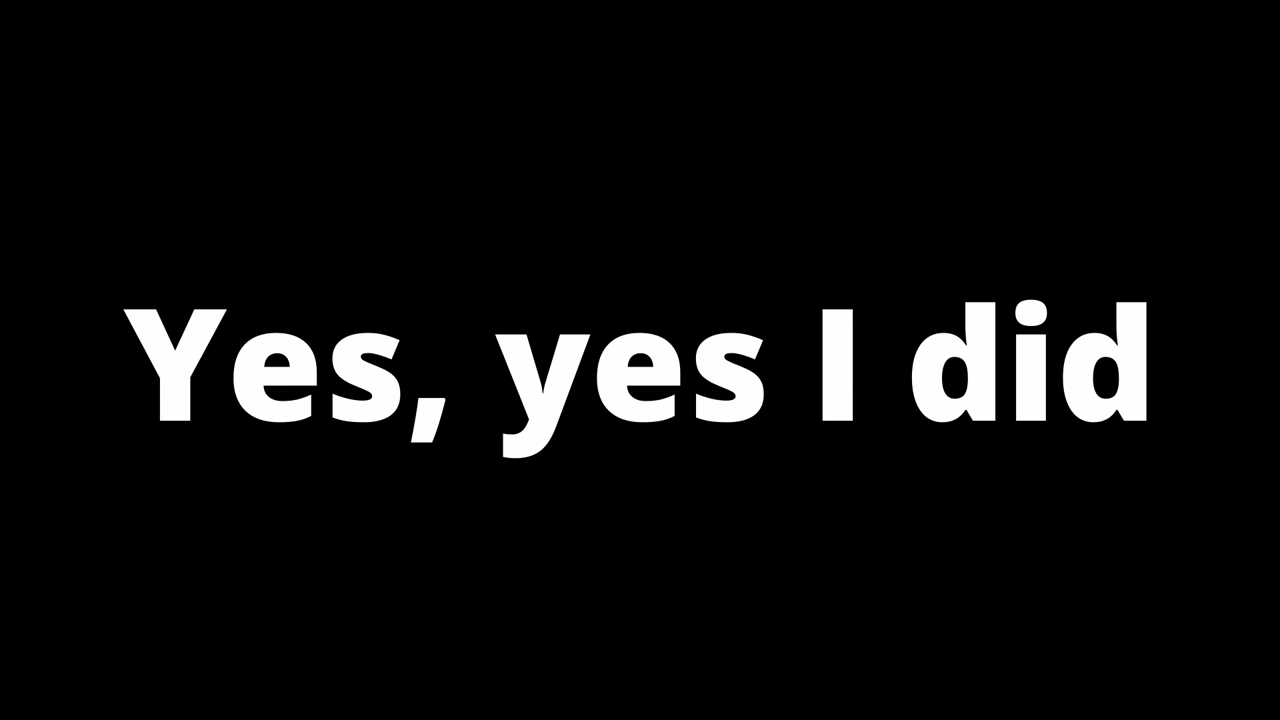 Yes, yes I did